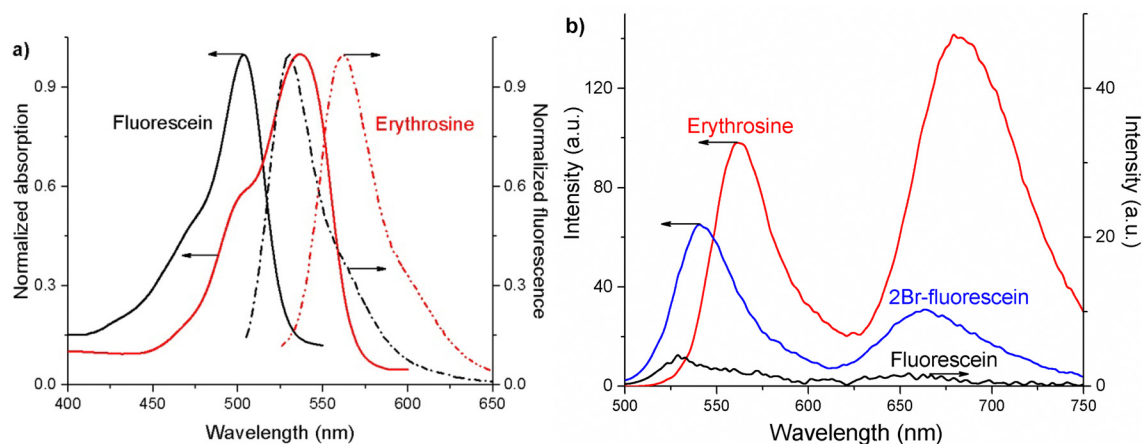 a)
Normalized absorption
0.9
0.6
0.3
0.0
Fluorescein
Erythrosine
0.9
0.6
0.3
0.0
Normalized fluorescence
400 450 500 550 600 650
Wavelength (nm)
b)
Intensity (a.u.)
120
80
40
0
Erythrosine
2Br-fluorescein
Fluorescein
40
20
0
Intensity (a.u.)
500 550 600 650 700 750
Wavelength (nm)